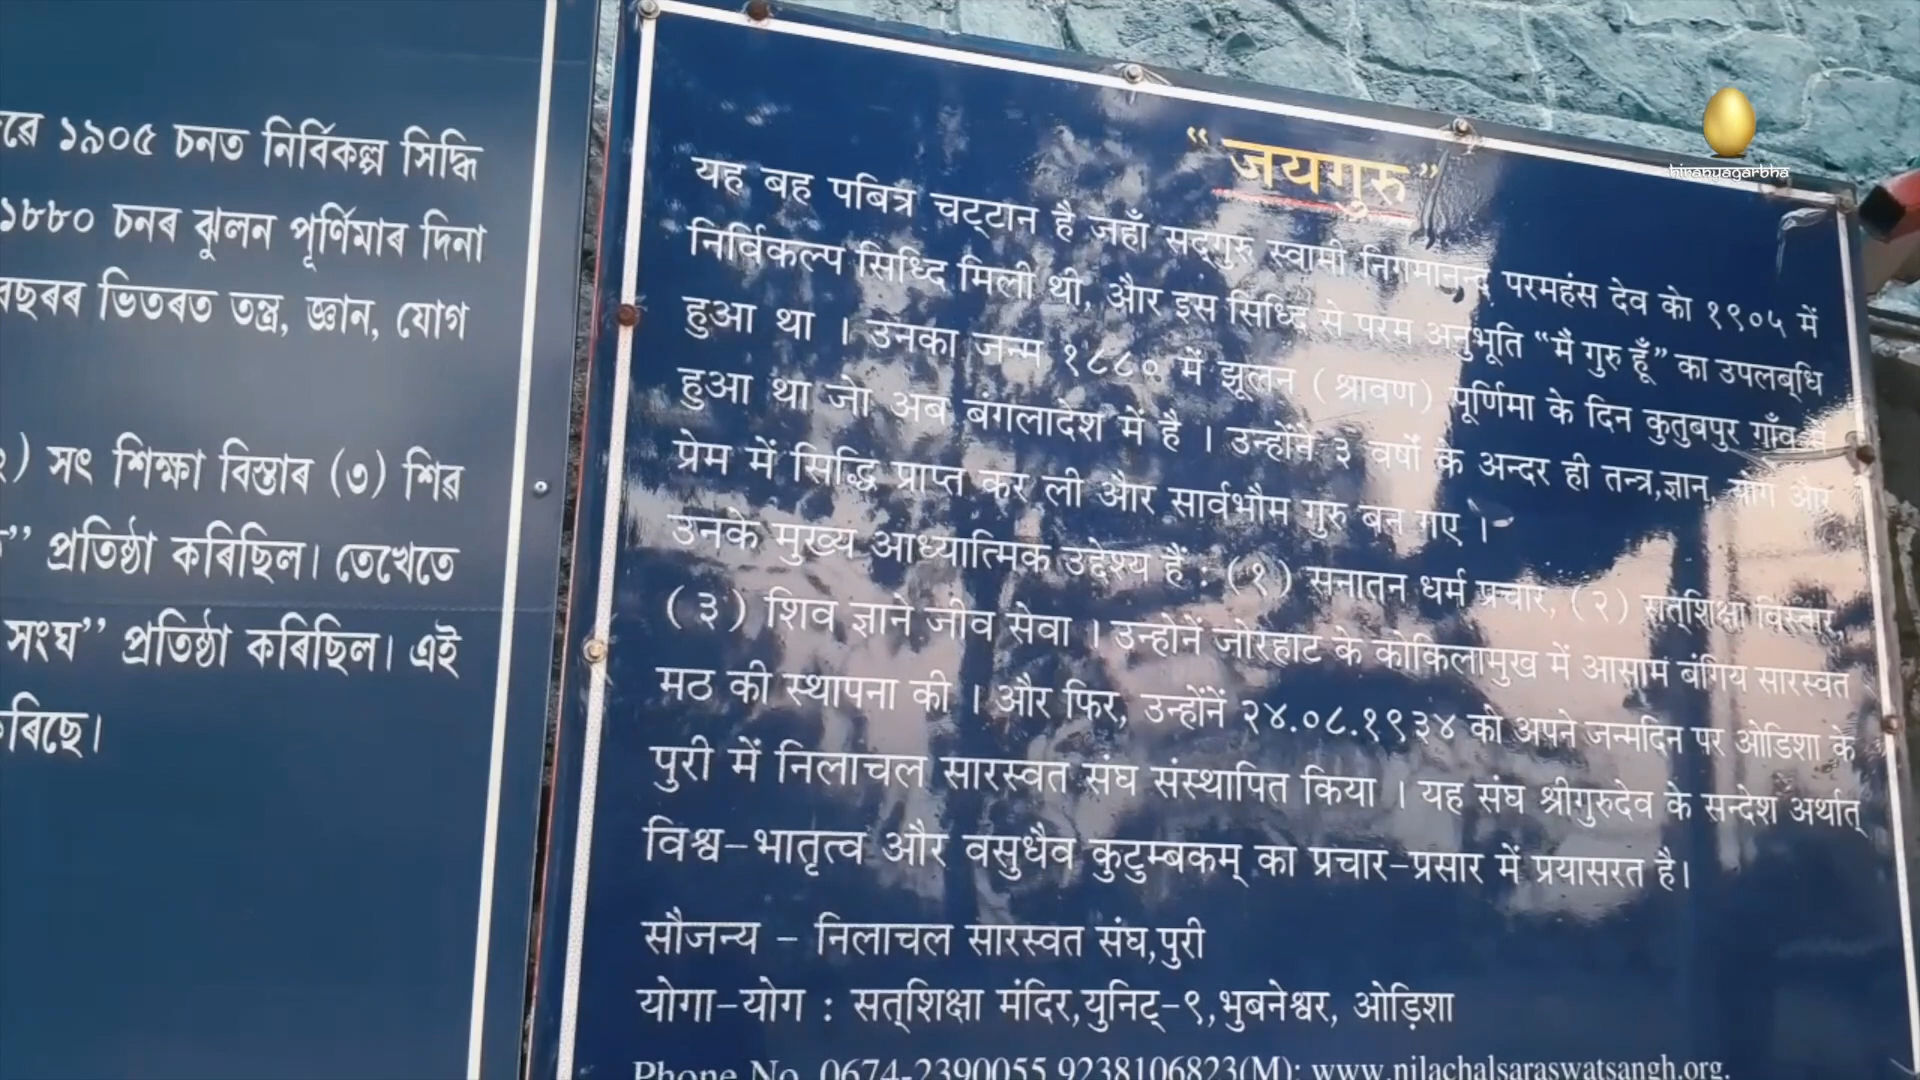 ১৯০৫ চনত নিৰ্বিকল্প সিদ্ধি
১৮৮০ চনৰ ঝুলন পূৰ্ণিমাৰ দিনা
ভিতৰত তন্ত্ৰ, জ্ঞান, যোগ
) সৎ শিক্ষা বিস্তাৰ (৩) শিৱ
” প্ৰতিষ্ঠা কৰিছিল। তেখেতে
সংঘ” প্ৰতিষ্ঠা কৰিছিল। এই
“जयगुरु”
यह बह पबित्र चट्टान है जहाँ सद्गुरु स्वामी निगमानन्द परमहंस देव को १९०५ में
निर्विकल्प सिध्दि मिली थी, और इस सिध्दि से परम अनुभूति “मैं गुरु हूँ” का उपलब्धि
हुआ था । उनका जन्म १८८० में झूलन (श्रावण) पूर्णिमा के दिन कुतुबपुर गाँव में
हुआ था जो अब बंगलादेश में है । उन्होंने ३ वर्षों के अन्दर ही तन्त्र,ज्ञान, योग और
प्रेम में सिद्धि प्राप्त कर ली और सार्वभौम गुरु बन गए ।
उनके मुख्य आध्यात्मिक उद्देश्य हैं : (१) सनातन धर्म प्रचार, (२) सत्शिक्षा विस्तार,
(३) शिव ज्ञाने जीव सेवा । उन्होनें जोरहाट के कोकिलामुख में आसाम बंगिय सारस्वत
मठ की स्थापना की । और फिर, उन्होंनें २४.०८.१९३४ को अपने जन्मदिन पर ओडिशा के
पुरी में निलाचल सारस्वत संघ संस्थापित किया । यह संघ श्रीगुरुदेव के सन्देश अर्थात्
विश्व-भातृत्व और वसुधैव कुटुम्बकम् का प्रचार-प्रसार में प्रयासरत है।
सौजन्य - निलाचल सारस्वत संघ,पुरी
योगा-योग : सत्शिक्षा मंदिर,युनिट्-९,भुबनेश्वर, ओड़िशा
Phone No. 0674-2390055,9238106823(M): www.nilachalsaraswatsangh.org.
hiranyagarbha